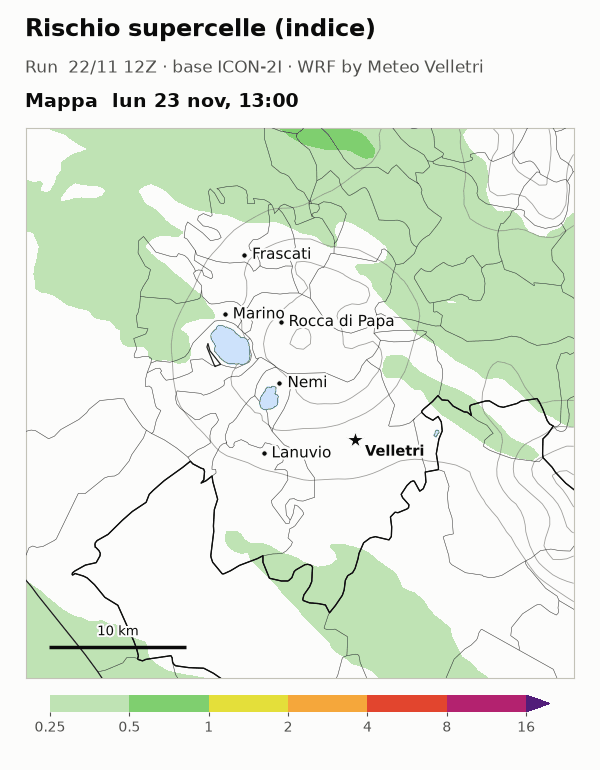 Rischio supercelle (indice)
Run  22/11 12Z · base ICON-2I · WRF by Meteo Velletri
Mappa  lun 23 nov, 13:00
Frascati
Marino
Rocca di Papa
Nemi
Velletri
Lanuvio
10 km
0.25 0.5 1 2 4 8 16